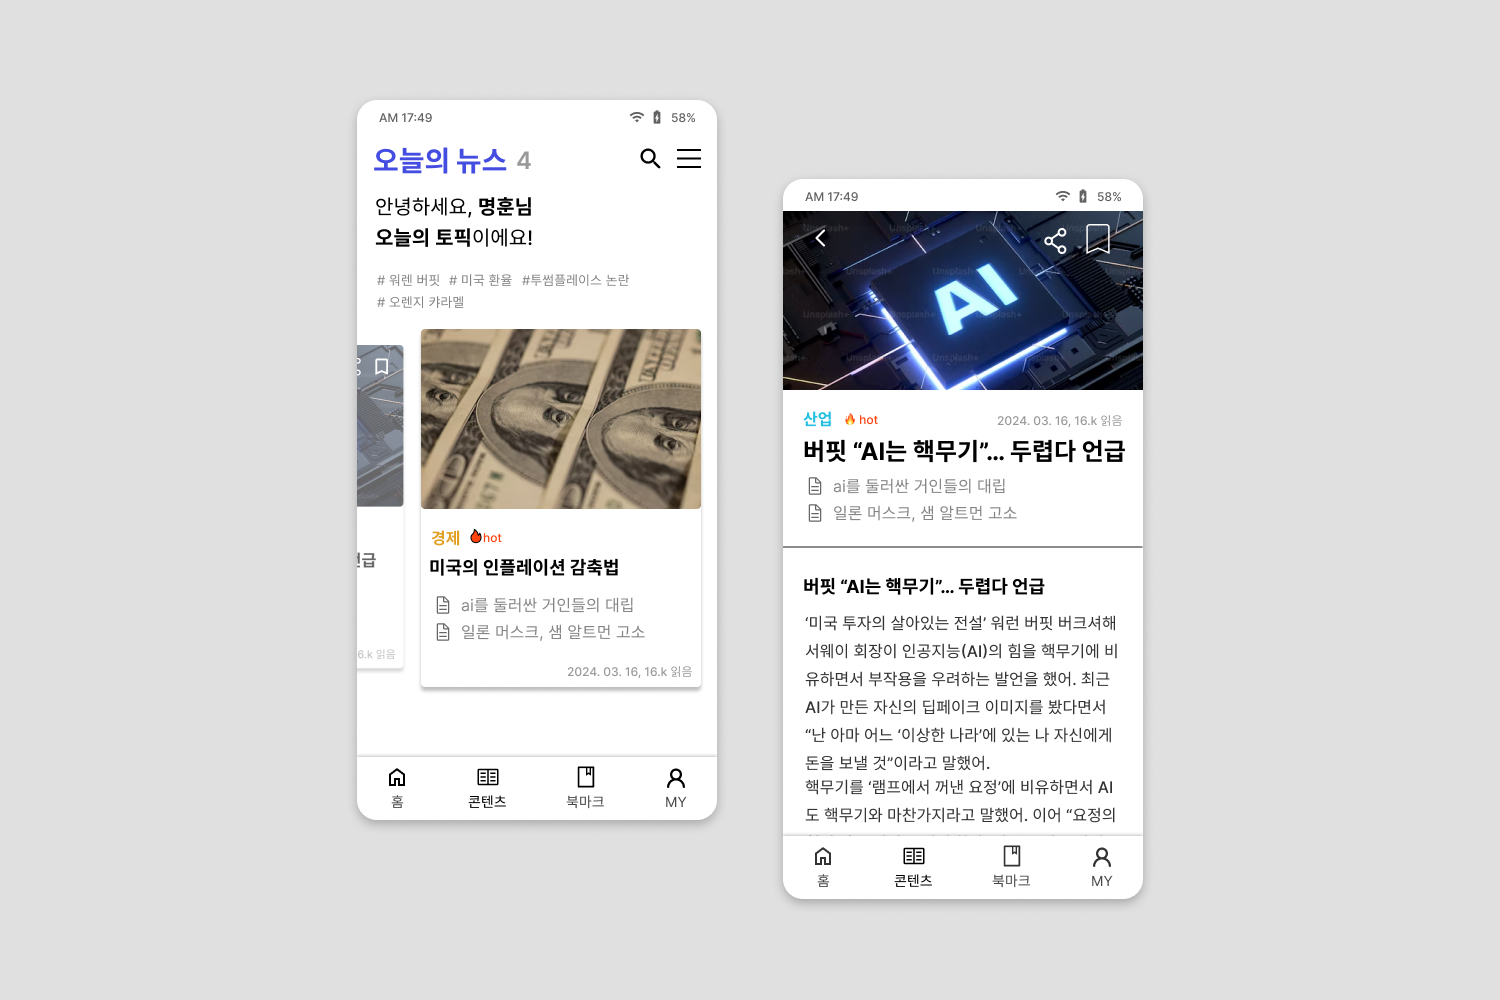 AM 17:49
58%
오늘의 뉴스 4
안녕하세요, 명훈님
오늘의 토픽이에요!
# 워렌 버핏 # 미국 환율 #투썸플레이스 논란
# 오렌지 캬라멜
급
6.k 읽음
경제 hot
미국의 인플레이션 감축법
ai를 둘러싼 거인들의 대립
일론 머스크, 샘 알트먼 고소
2024. 03. 16, 16.k 읽음
홈 콘텐츠 북마크 MY
AM 17:49
58%
AI
Unsplash+
산업 hot
2024. 03. 16, 16.k 읽음
버핏 “AI는 핵무기”... 두렵다 언급
ai를 둘러싼 거인들의 대립
일론 머스크, 샘 알트먼 고소
버핏 “AI는 핵무기”... 두렵다 언급
‘미국 투자의 살아있는 전설’ 워런 버핏 버크셔해
서웨이 회장이 인공지능(AI)의 힘을 핵무기에 비
유하면서 부작용을 우려하는 발언을 했어. 최근
AI가 만든 자신의 딥페이크 이미지를 봤다면서
“난 아마 어느 ‘이상한 나라’에 있는 나 자신에게
돈을 보낼 것”이라고 말했어.
핵무기를 ‘램프에서 꺼낸 요정’에 비유하면서 AI
도 핵무기와 마찬가지라고 말했어. 이어 “요정의
홈 콘텐츠 북마크 MY